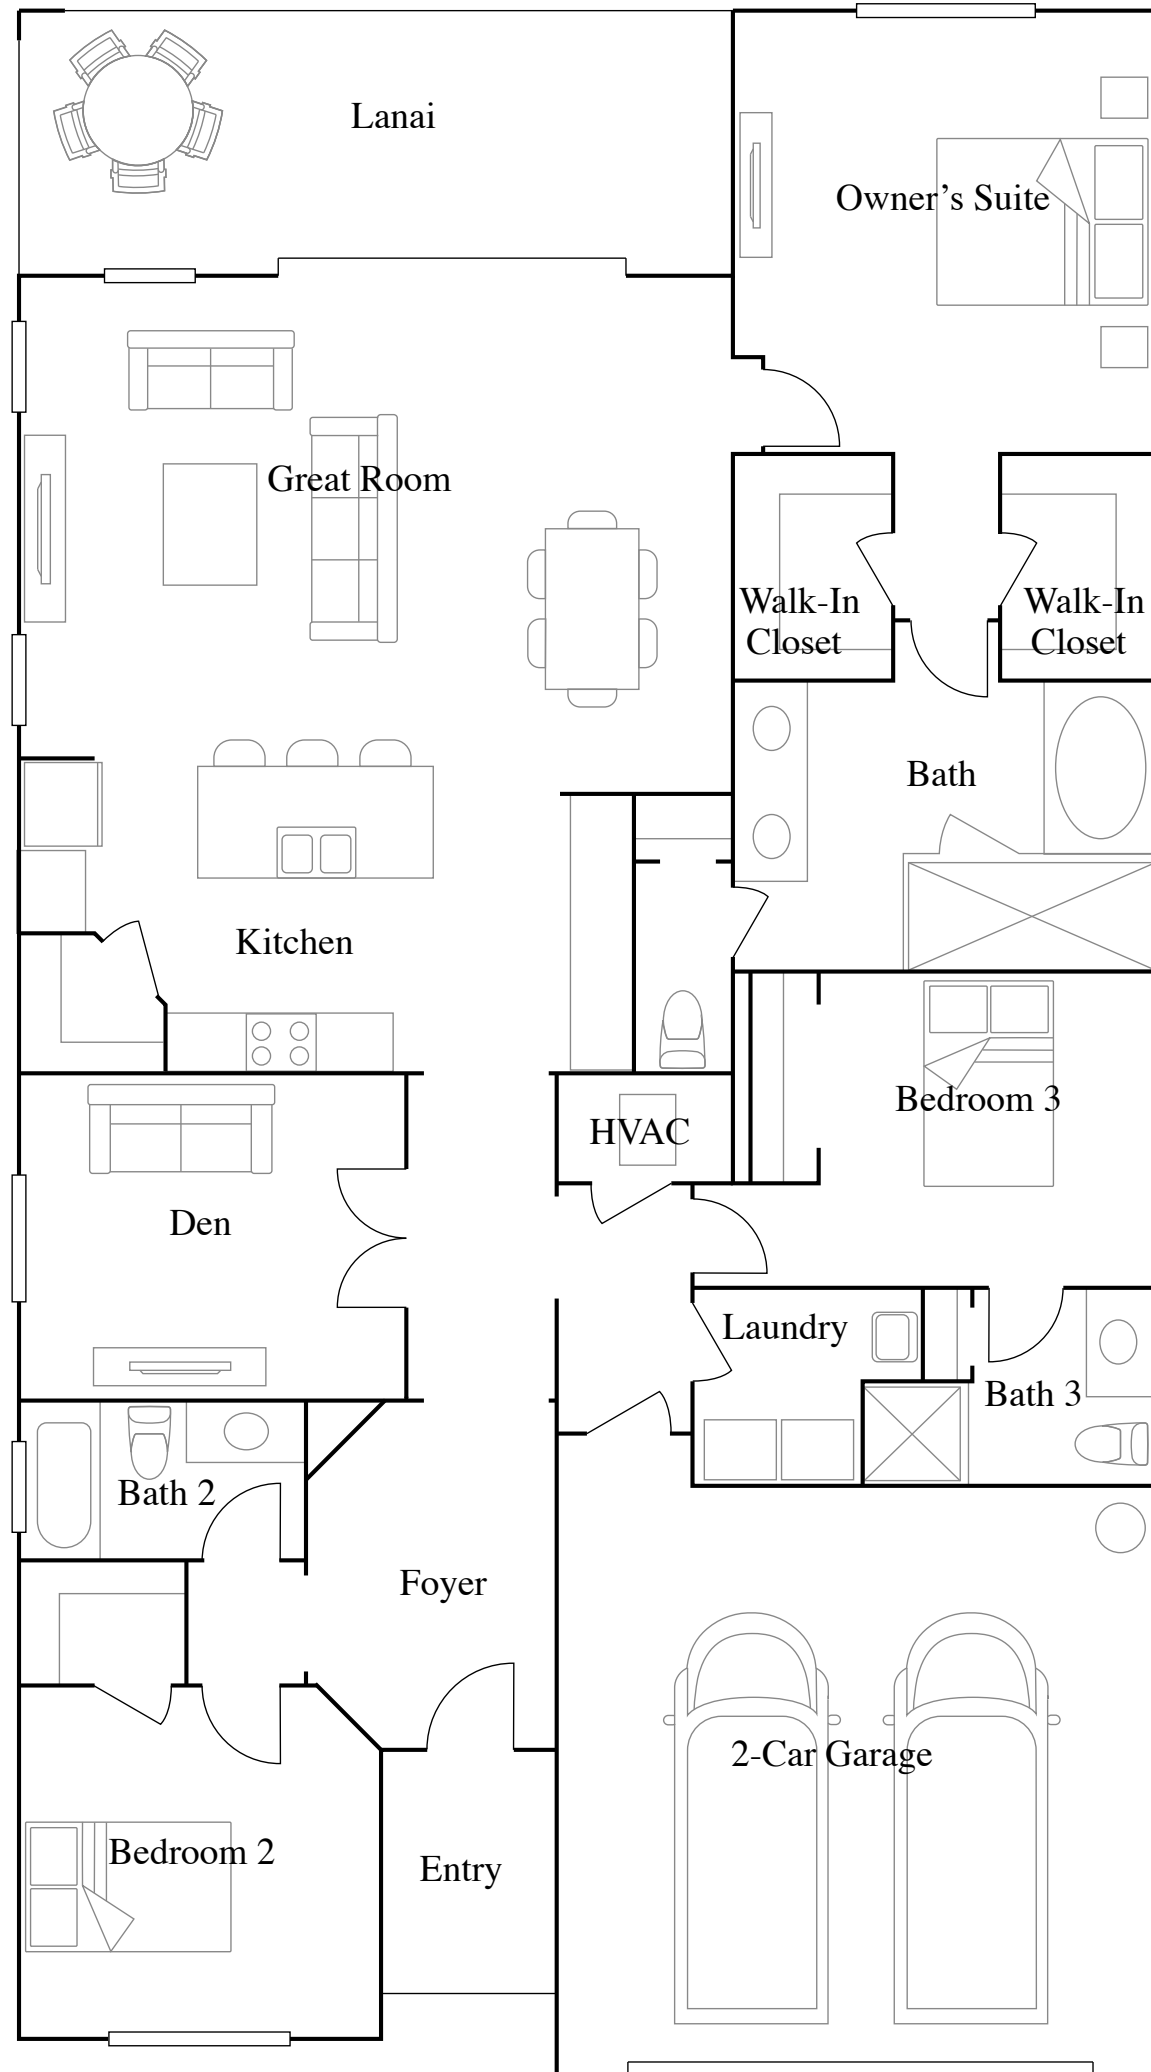 Lanai
Owner’s Suite
Great Room
Walk-In
Closet
Walk-In
Closet
Bath
Kitchen
Bedroom 3
HVAC
Den
Laundry
Bath 3
Bath 2
Foyer
2-Car Garage
Bedroom 2
Entry